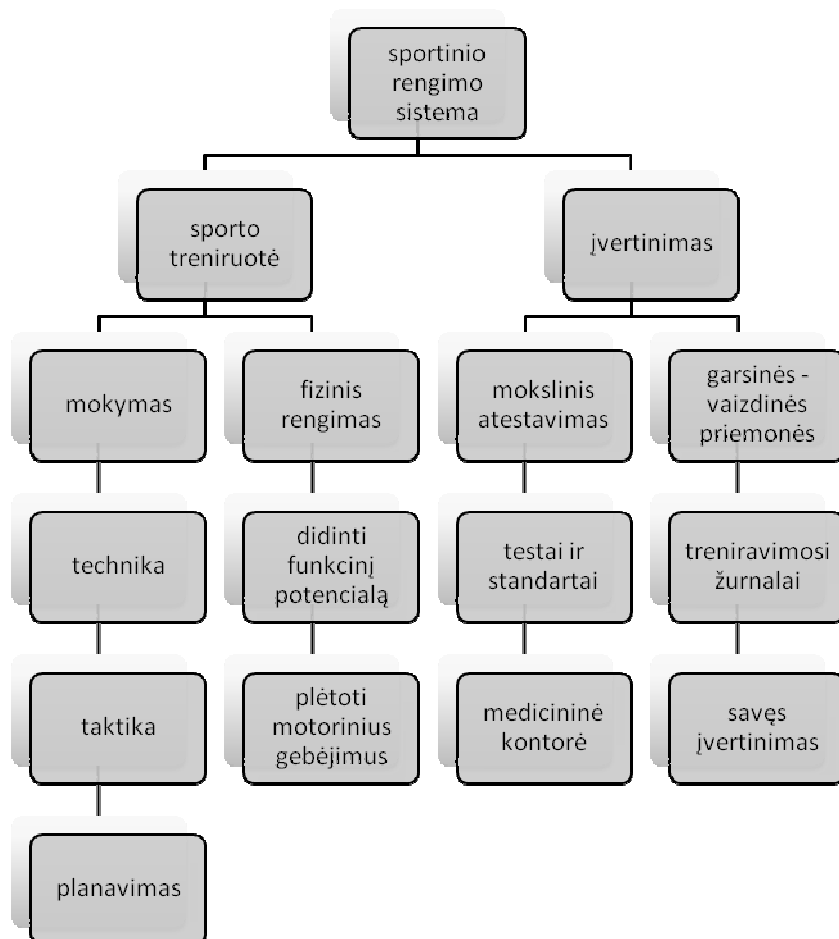 sportinio
rengimo
sistema
sporto
treniruotė
įvertinimas
mokymas
fizinis
rengimas
mokslinis
atestavimas
garsinės -
vaizdinės
priemonės
technika
didinti
funkcinį
potencialą
testai ir
standartai
treniravimosi
žurnalai
taktika
plėtoti
motorinius
gebėjimus
medicininė
kontorė
savęs
įvertinimas
planavimas